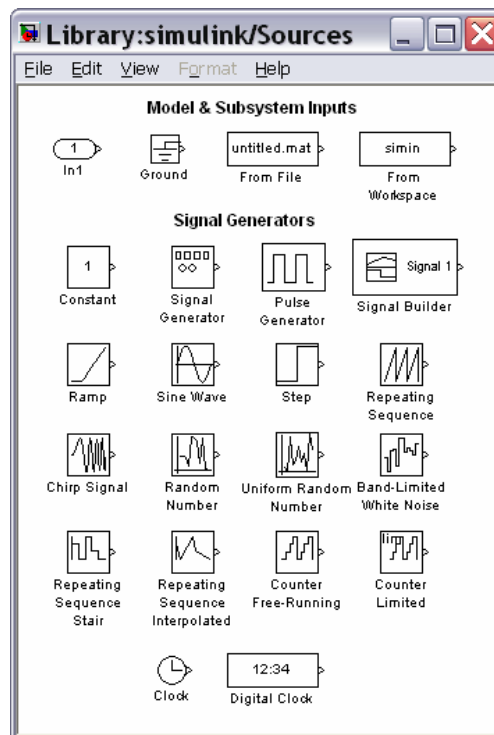 Library:simulink/Sources
File Edit View Format Help
Model & Subsystem Inputs
1 untitled.mat simin
In1 Ground From File From
Workspace
Signal Generators
1 Signal 1
Constant Signal
Generator Pulse
Generator Signal Builder
Ramp Sine Wave Step Repeating
Sequence
Chirp Signal Random
Number Uniform Random
Number Band-Limited
White Noise
lim
Repeating
Sequence
Stair Repeating
Sequence
Interpolated Counter
Free-Running Counter
Limited
12:34
Clock Digital Clock